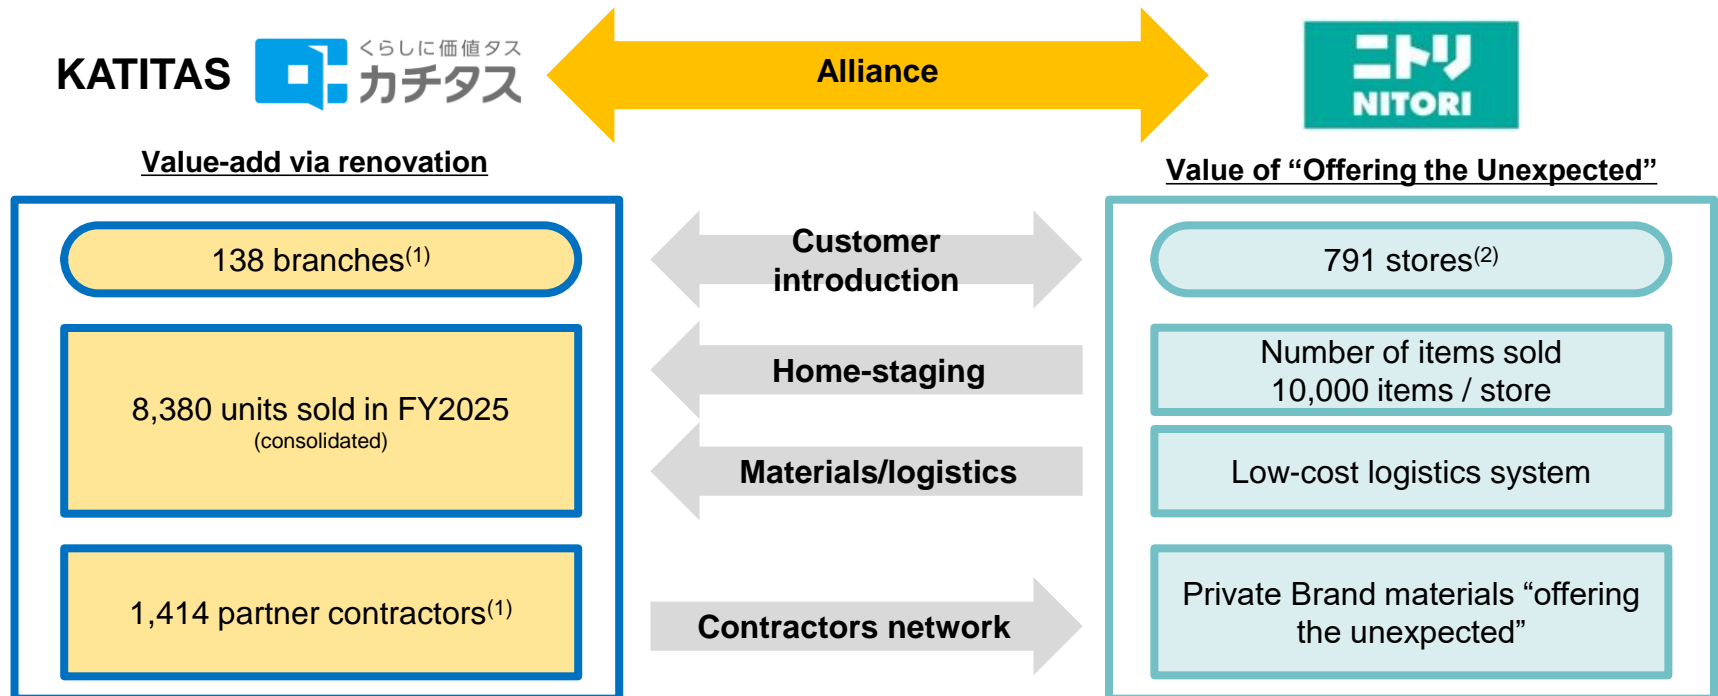 KATITAS
くらしに価値タス
カチタス
Alliance
ニトリ
NITORI
Value-add via renovation
Value of “Offering the Unexpected”
138 branches(1)
Customer
introduction
791 stores(2)
8,380 units sold in FY2025
(consolidated)
Home-staging
Number of items sold
10,000 items / store
Materials/logistics
Low-cost logistics system
1,414 partner contractors(1)
Contractors network
Private Brand materials “offering
the unexpected”